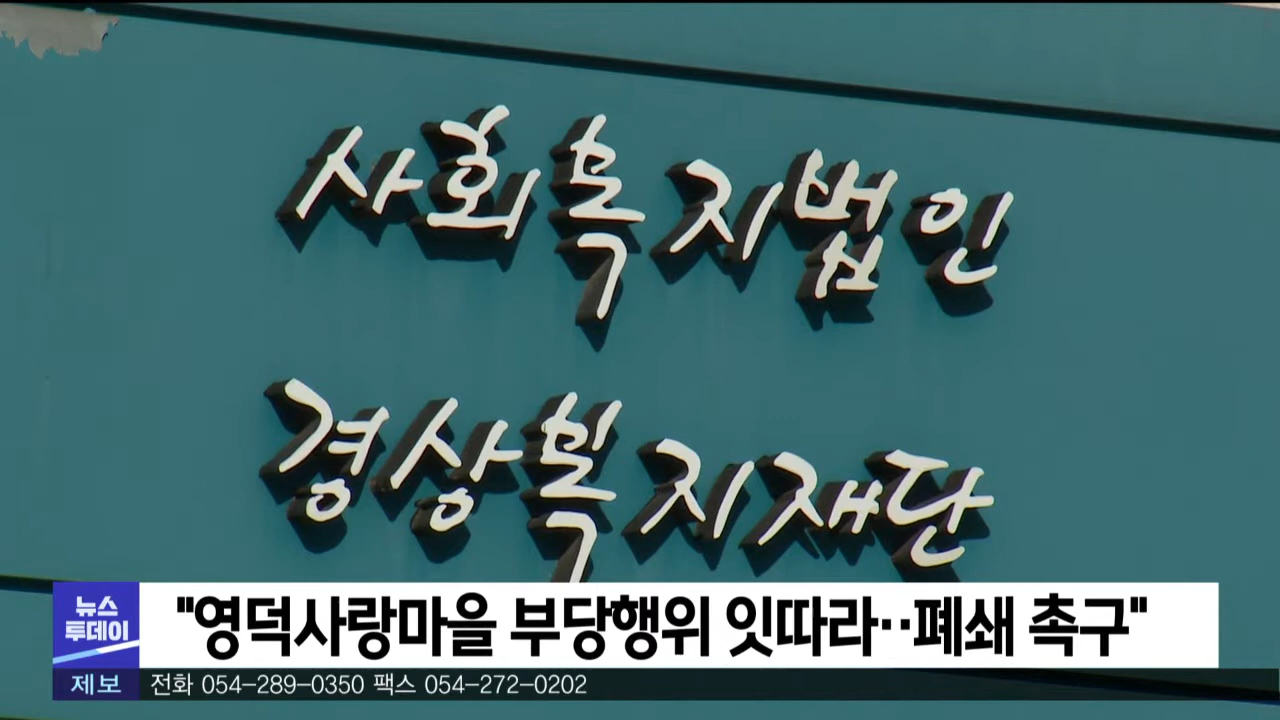 사회복지법인
경상복지재단
뉴스
투데이
"영덕사랑마을 부당행위 잇따라··폐쇄 촉구"
제보 전화 054-289-0350 팩스 054-272-0202